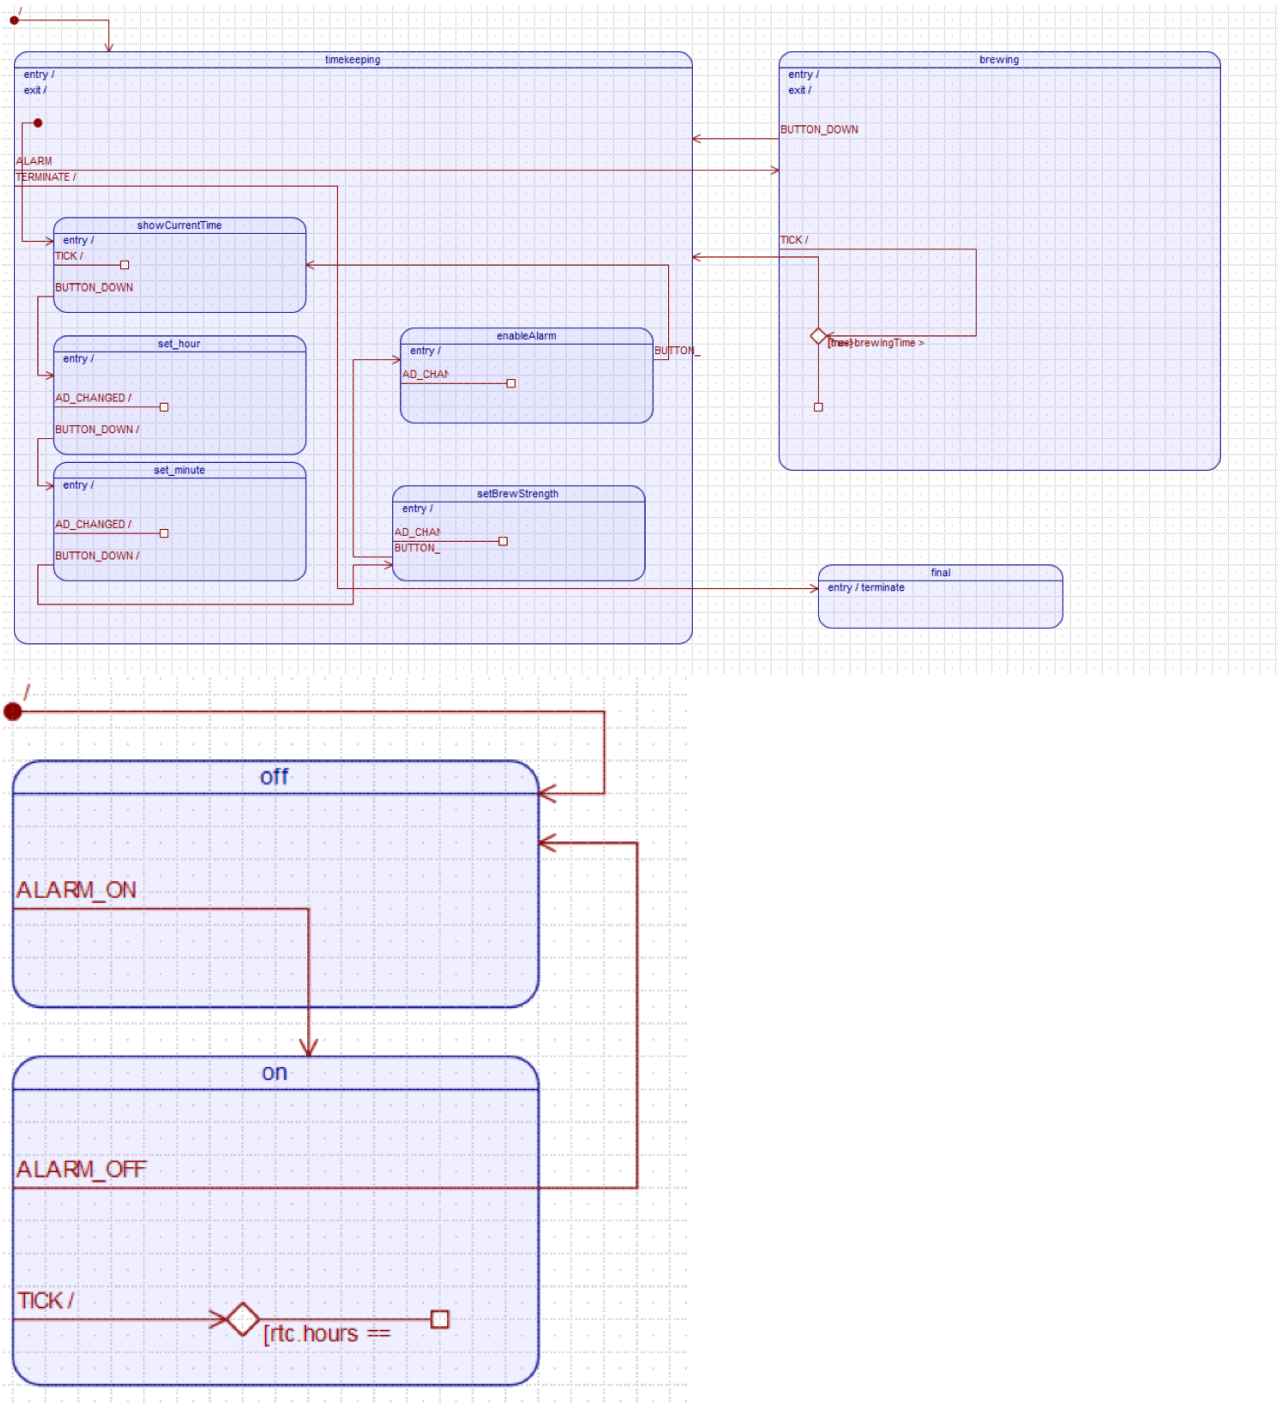 /
timekeeping
entry /
exit /
ALARM
TERMINATE /
showCurrentTime
entry /
TICK /
BUTTON_DOWN
set_hour
entry /
AD_CHANGED /
BUTTON_DOWN /
set_minute
entry /
AD_CHANGED /
BUTTON_DOWN /
enableAlarm
entry /
AD_CHAN
BUTTON_
setBrewStrength
entry /
AD_CHAN
BUTTON_
brewing
entry /
exit /
BUTTON_DOWN
TICK /
brewingTime >
final
entry / terminate
/
off
ALARM_ON
on
ALARM_OFF
TICK /
[rtc.hours ==